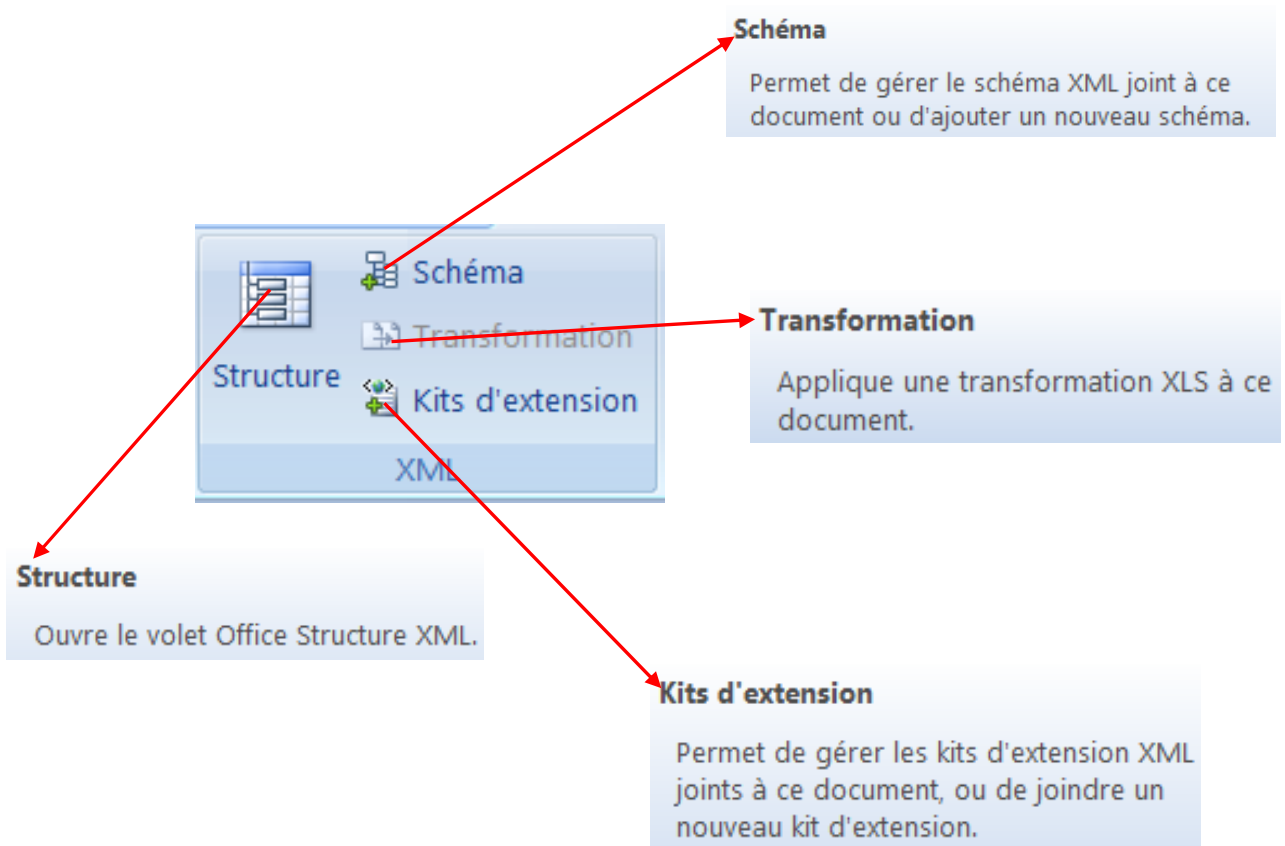 Schéma
Permet de gérer le schéma XML joint à ce
document ou d'ajouter un nouveau schéma.
Schéma
Transformation
Structure
Kits d'extension
XML
Transformation
Applique une transformation XLS à ce
document.
Structure
Ouvre le volet Office Structure XML.
Kits d'extension
Permet de gérer les kits d'extension XML
joints à ce document, ou de joindre un
nouveau kit d'extension.